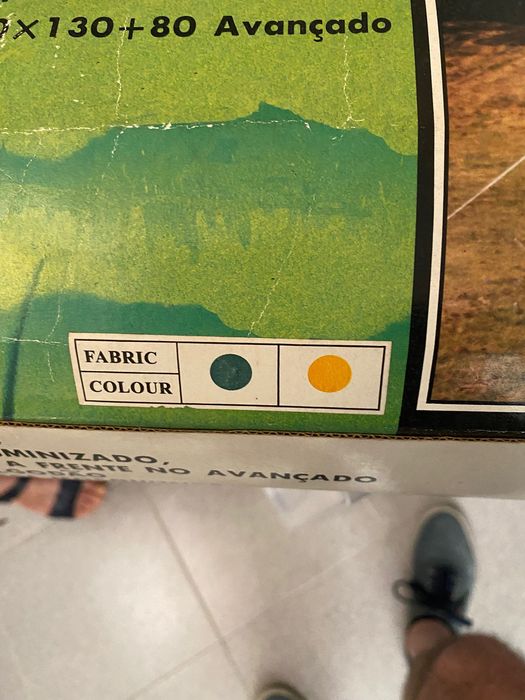 ×130+80 Avançado
FABRIC
COLOUR
MINIZADO,
A FRENTE NO AVANÇADO